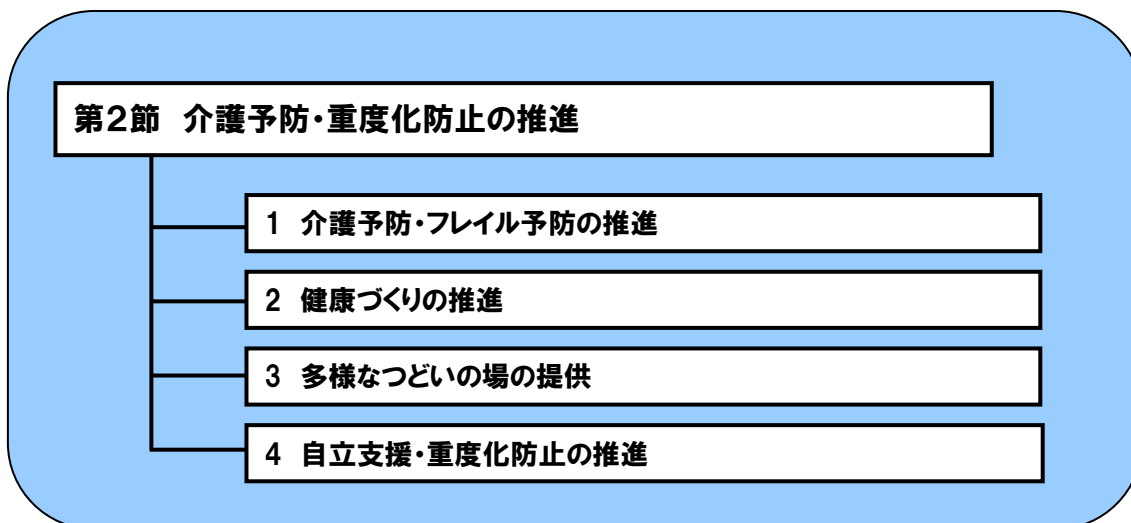 第2節 介護予防・重度化防止の推進
1 介護予防・フレイル予防の推進
2 健康づくりの推進
3 多様なつどいの場の提供
4 自立支援・重度化防止の推進